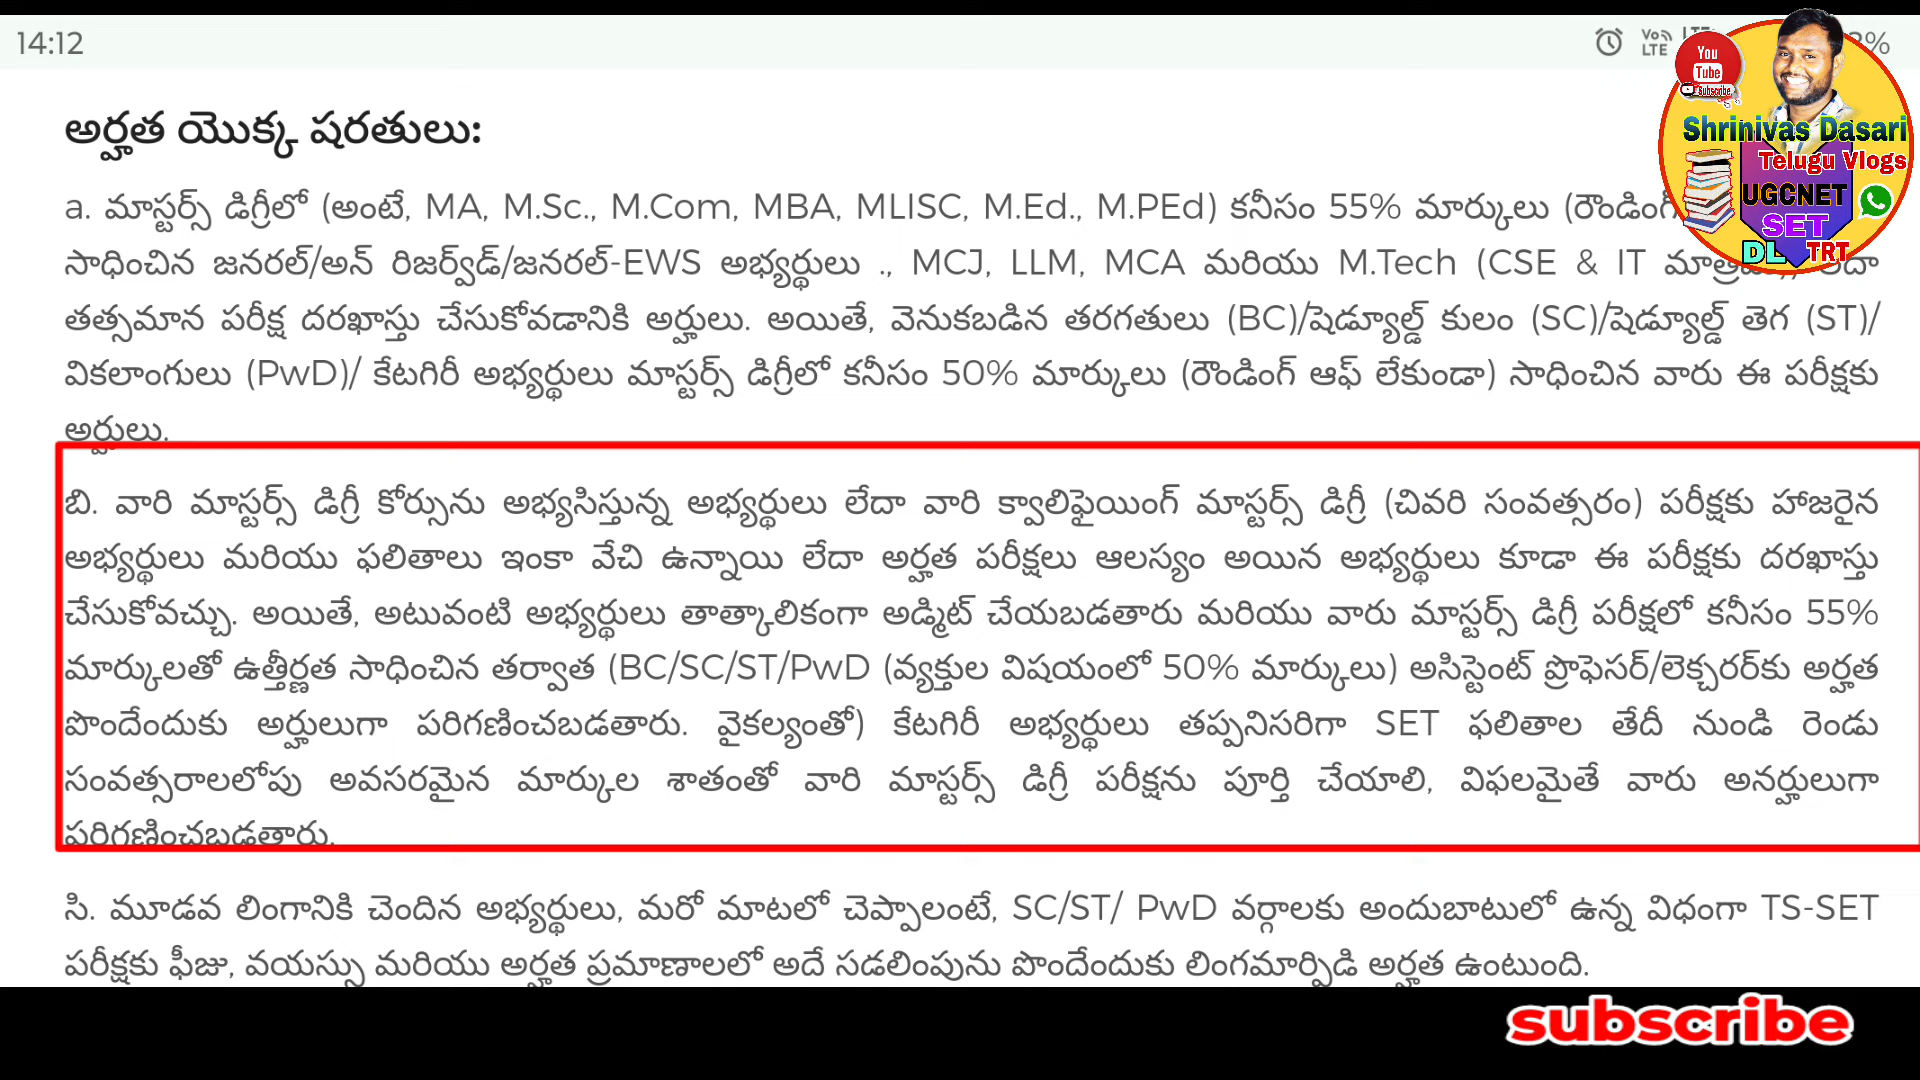 14:12
Vo
LTE
%
You
Tube
Subscribe
Shrinivas Dasari
Telugu Vlogs
UGCNET
SET
DL
TRT
అర్హత యొక్క షరతులు:
a. మాస్టర్స్ డిగ్రీలో (అంటే, MA, M.Sc., M.Com, MBA, MLISC, M.Ed., M.PEd) కనీసం 55% మార్కులు (రౌండింగ్
సాధించిన జనరల్/అన్ రిజర్వ్‌డ్/జనరల్-EWS అభ్యర్థులు ., MCJ, LLM, MCA మరియు M.Tech (CSE & IT
తత్సమాన పరీక్ష దరఖాస్తు చేసుకోవడానికి అర్హులు. అయితే, వెనుకబడిన తరగతులు (BC)/షెడ్యూల్డ్ కులం (SC)/షెడ్యూల్డ్ తెగ (ST)/
వికలాంగులు (PwD)/ కేటగిరీ అభ్యర్థులు మాస్టర్స్ డిగ్రీలో కనీసం 50% మార్కులు (రౌండింగ్ ఆఫ్ లేకుండా) సాధించిన వారు ఈ పరీక్షకు
అర్హులు.
బి. వారి మాస్టర్స్ డిగ్రీ కోర్సును అభ్యసిస్తున్న అభ్యర్థులు లేదా వారి క్వాలిఫైయింగ్ మాస్టర్స్ డిగ్రీ (చివరి సంవత్సరం) పరీక్షకు హాజరైన
అభ్యర్థులు మరియు ఫలితాలు ఇంకా వేచి ఉన్నాయి లేదా అర్హత పరీక్షలు ఆలస్యం అయిన అభ్యర్థులు కూడా ఈ పరీక్షకు దరఖాస్తు
చేసుకోవచ్చు. అయితే, అటువంటి అభ్యర్థులు తాత్కాలికంగా అడ్మిట్ చేయబడతారు మరియు వారు మాస్టర్స్ డిగ్రీ పరీక్షలో కనీసం 55%
మార్కులతో ఉత్తీర్ణత సాధించిన తర్వాత (BC/SC/ST/PwD (వ్యక్తుల విషయంలో 50% మార్కులు) అసిస్టెంట్ ప్రొఫెసర్/లెక్చరర్‌కు అర్హత
పొందేందుకు అర్హులుగా పరిగణించబడతారు. వైకల్యంతో) కేటగిరీ అభ్యర్థులు తప్పనిసరిగా SET ఫలితాల తేదీ నుండి రెండు
సంవత్సరాలలోపు అవసరమైన మార్కుల శాతంతో వారి మాస్టర్స్ డిగ్రీ పరీక్షను పూర్తి చేయాలి, విఫలమైతే వారు అనర్హులుగా
పరిగణించబడతారు.
సి. మూడవ లింగానికి చెందిన అభ్యర్థులు, మరో మాటలో చెప్పాలంటే, SC/ST/ PwD వర్గాలకు అందుబాటులో ఉన్న విధంగా TS-SET
పరీక్షకు ఫీజు, వయస్సు మరియు అర్హత ప్రమాణాలలో అదే సడలింపును పొందేందుకు లింగమార్పిడి అర్హత ఉంటుంది.
subscribe